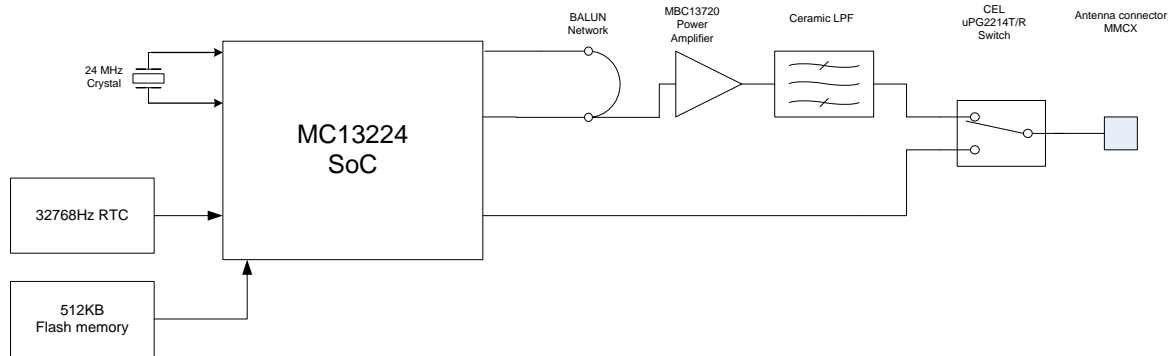 BALUN
Network
MBC13720
Power
Amplifier
Ceramic LPF
CEL
uPG2214T/R
Switch
Antenna connector
MMCX
24 MHz
Crystal
MC13224
SoC
32768Hz RTC
512KB
Flash memory